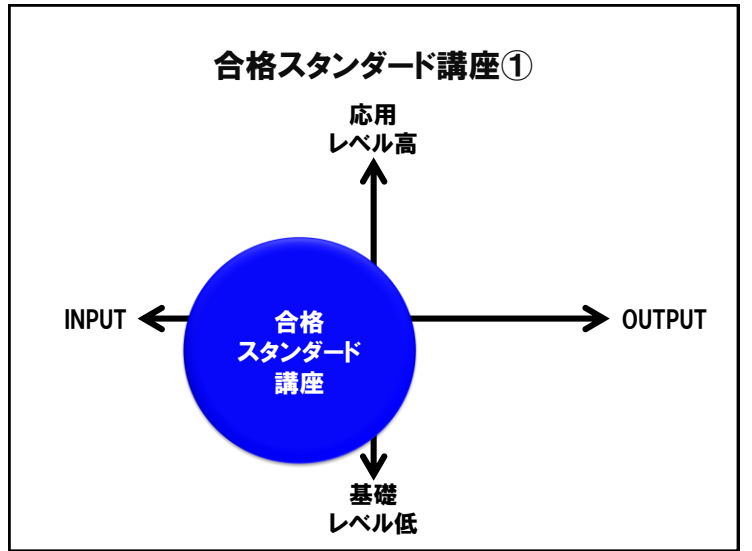 合格スタンダード講座①
応用
レベル高
INPUT
OUTPUT
合格
スタンダード
講座
基礎
レベル低